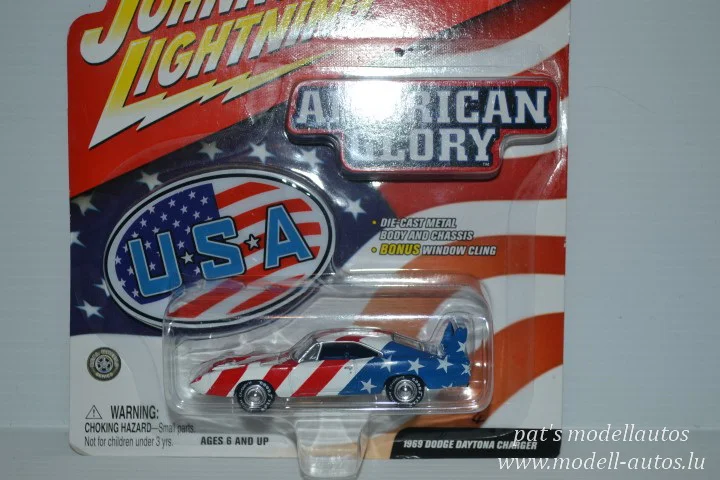 JOHNNY
LIGHTNING
AMERICAN
GLORY
U★S★A
• DIE-CAST METAL
BODY AND CHASSIS
• BONUS WINDOW CLING
WARNING:
CHOKING HAZARD—Small parts.
Not for children under 3 yrs.
AGES 6 AND UP
1969 DODGE DAYTONA CHARGER
pat's modellautos
www.modell-autos.lu